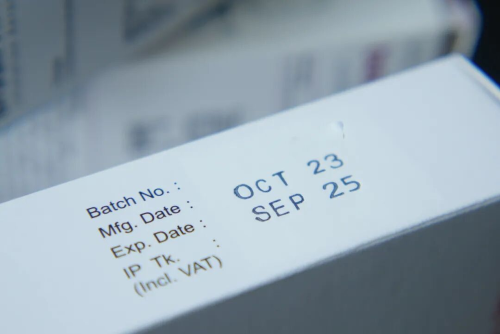 Batch No. :
Mfg. Date : OCT 23
Exp. Date : SEP 25
IP Tk. :
(Incl. VAT)